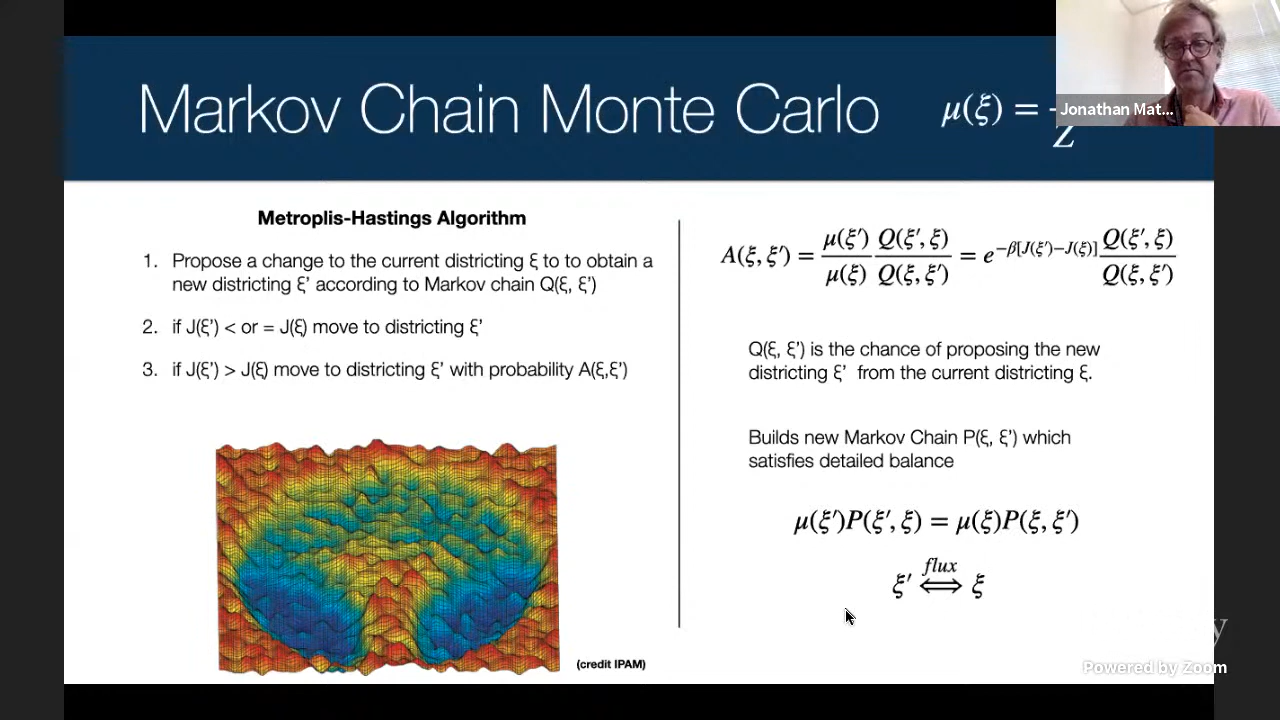 Markov Chain Monte Carlo
μ(ξ) = Z
Jonathan Mat...
Metroplis-Hastings Algorithm
1. Propose a change to the current districting ξ to to obtain a
new districting ξ' according to Markov chain Q(ξ, ξ')
2. if J(ξ') < or = J(ξ) move to districting ξ'
3. if J(ξ') > J(ξ) move to districting ξ' with probability A(ξ,ξ')
(credit IPAM)
A(ξ, ξ') = μ(ξ')/μ(ξ) Q(ξ', ξ)/Q(ξ, ξ') = e^{-β[J(ξ')-J(ξ)]} Q(ξ', ξ)/Q(ξ, ξ')
Q(ξ, ξ') is the chance of proposing the new
districting ξ' from the current districting ξ.
Builds new Markov Chain P(ξ, ξ') which
satisfies detailed balance
μ(ξ')P(ξ', ξ) = μ(ξ)P(ξ, ξ')
flux
ξ' ⟺ ξ
Powered by Zoom